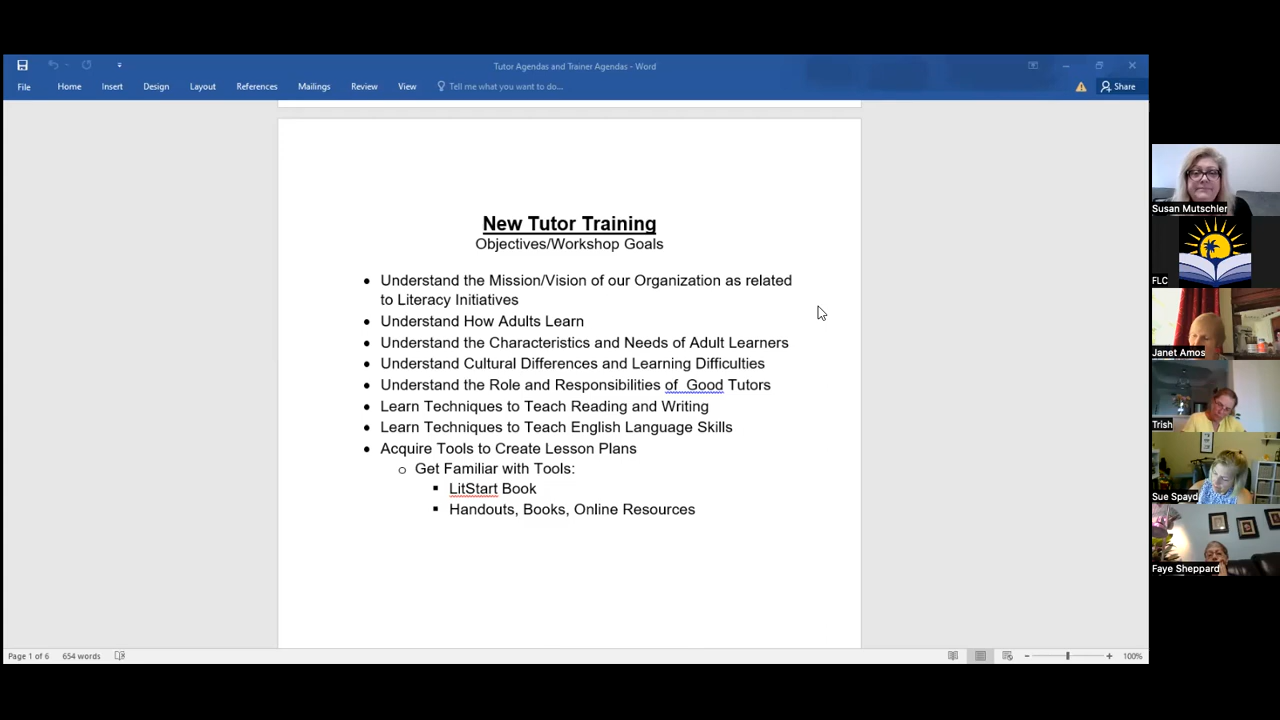 Tutor Agendas and Trainer Agendas - Word
File Home Insert Design Layout References Mailings Review View Tell me what you want to do... Share
New Tutor Training
Objectives/Workshop Goals
• Understand the Mission/Vision of our Organization as related
to Literacy Initiatives
• Understand How Adults Learn
• Understand the Characteristics and Needs of Adult Learners
• Understand Cultural Differences and Learning Difficulties
• Understand the Role and Responsibilities of  Good Tutors
• Learn Techniques to Teach Reading and Writing
• Learn Techniques to Teach English Language Skills
• Acquire Tools to Create Lesson Plans
o Get Familiar with Tools:
▪ LitStart Book
▪ Handouts, Books, Online Resources
Page 1 of 6 654 words 100%
Susan Mutschler
FLC
Janet Amos
Trish
Sue Spayd
Faye Sheppard